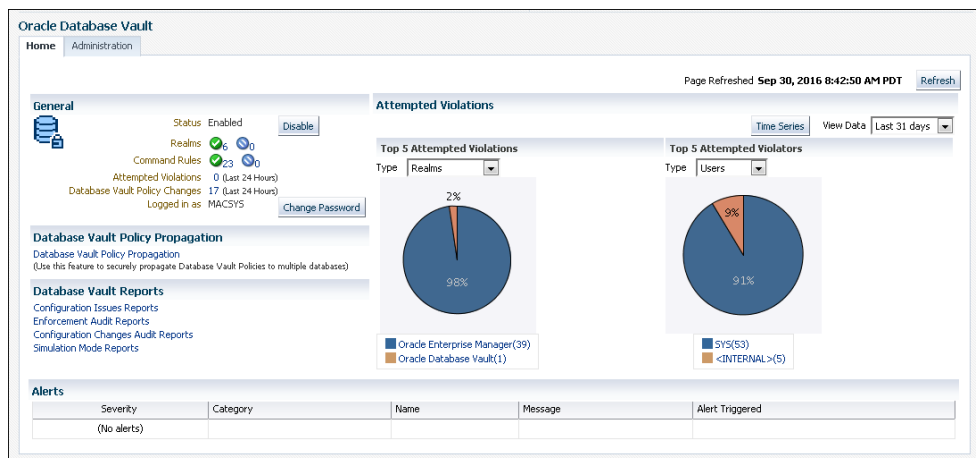 Oracle Database Vault
Home Administration
Page Refreshed Sep 30, 2016 8:42:50 AM PDT Refresh
General
Status Enabled Disable
Realms 6 0
Command Rules 23 0
Attempted Violations 0 (Last 24 Hours)
Database Vault Policy Changes 17 (Last 24 Hours)
Logged in as MACSYS Change Password
Database Vault Policy Propagation
Database Vault Policy Propagation
(Use this feature to securely propagate Database Vault Policies to multiple databases)
Database Vault Reports
Configuration Issues Reports
Enforcement Audit Reports
Configuration Changes Audit Reports
Simulation Mode Reports
Attempted Violations
Time Series View Data Last 31 days
Top 5 Attempted Violations
Type Realms
2%
98%
Oracle Enterprise Manager(39)
Oracle Database Vault(1)
Top 5 Attempted Violators
Type Users
9%
91%
SYS(53)
<INTERNAL>(5)
Alerts
Severity Category Name Message Alert Triggered
(No alerts)